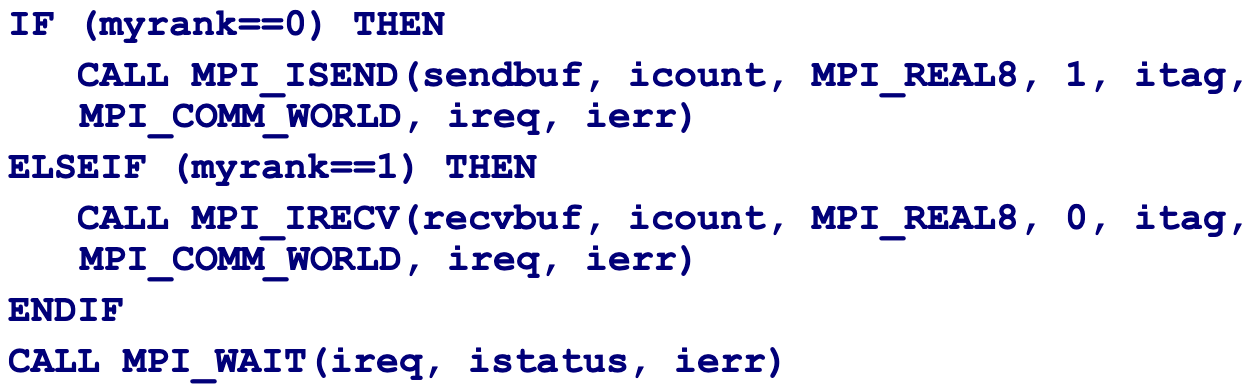 IF (myrank==0) THEN
CALL MPI_ISEND(sendbuf, icount, MPI_REAL8, 1, itag,
MPI_COMM_WORLD, ireq, ierr)
ELSEIF (myrank==1) THEN
CALL MPI_IRECV(recvbuf, icount, MPI_REAL8, 0, itag,
MPI_COMM_WORLD, ireq, ierr)
ENDIF
CALL MPI_WAIT(ireq, istatus, ierr)